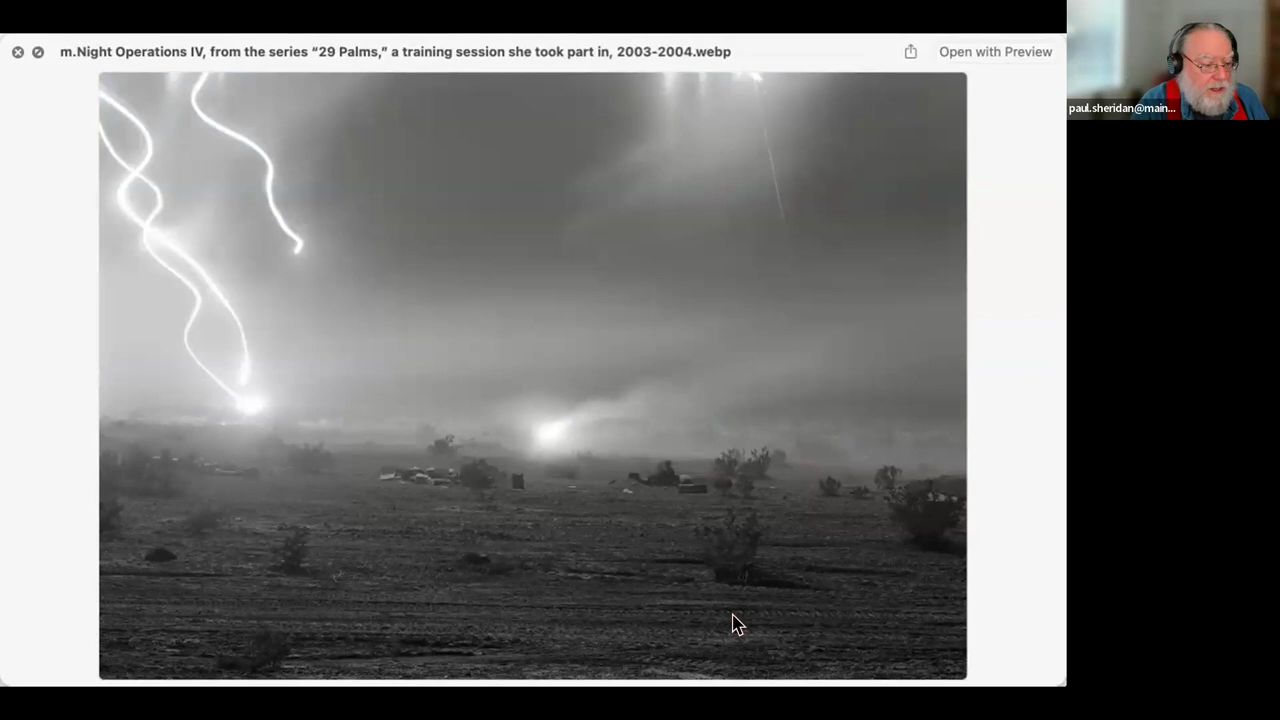 m.Night Operations IV, from the series “29 Palms,” a training session she took part in, 2003-2004.webp
Open with Preview
paul.sheridan@main...